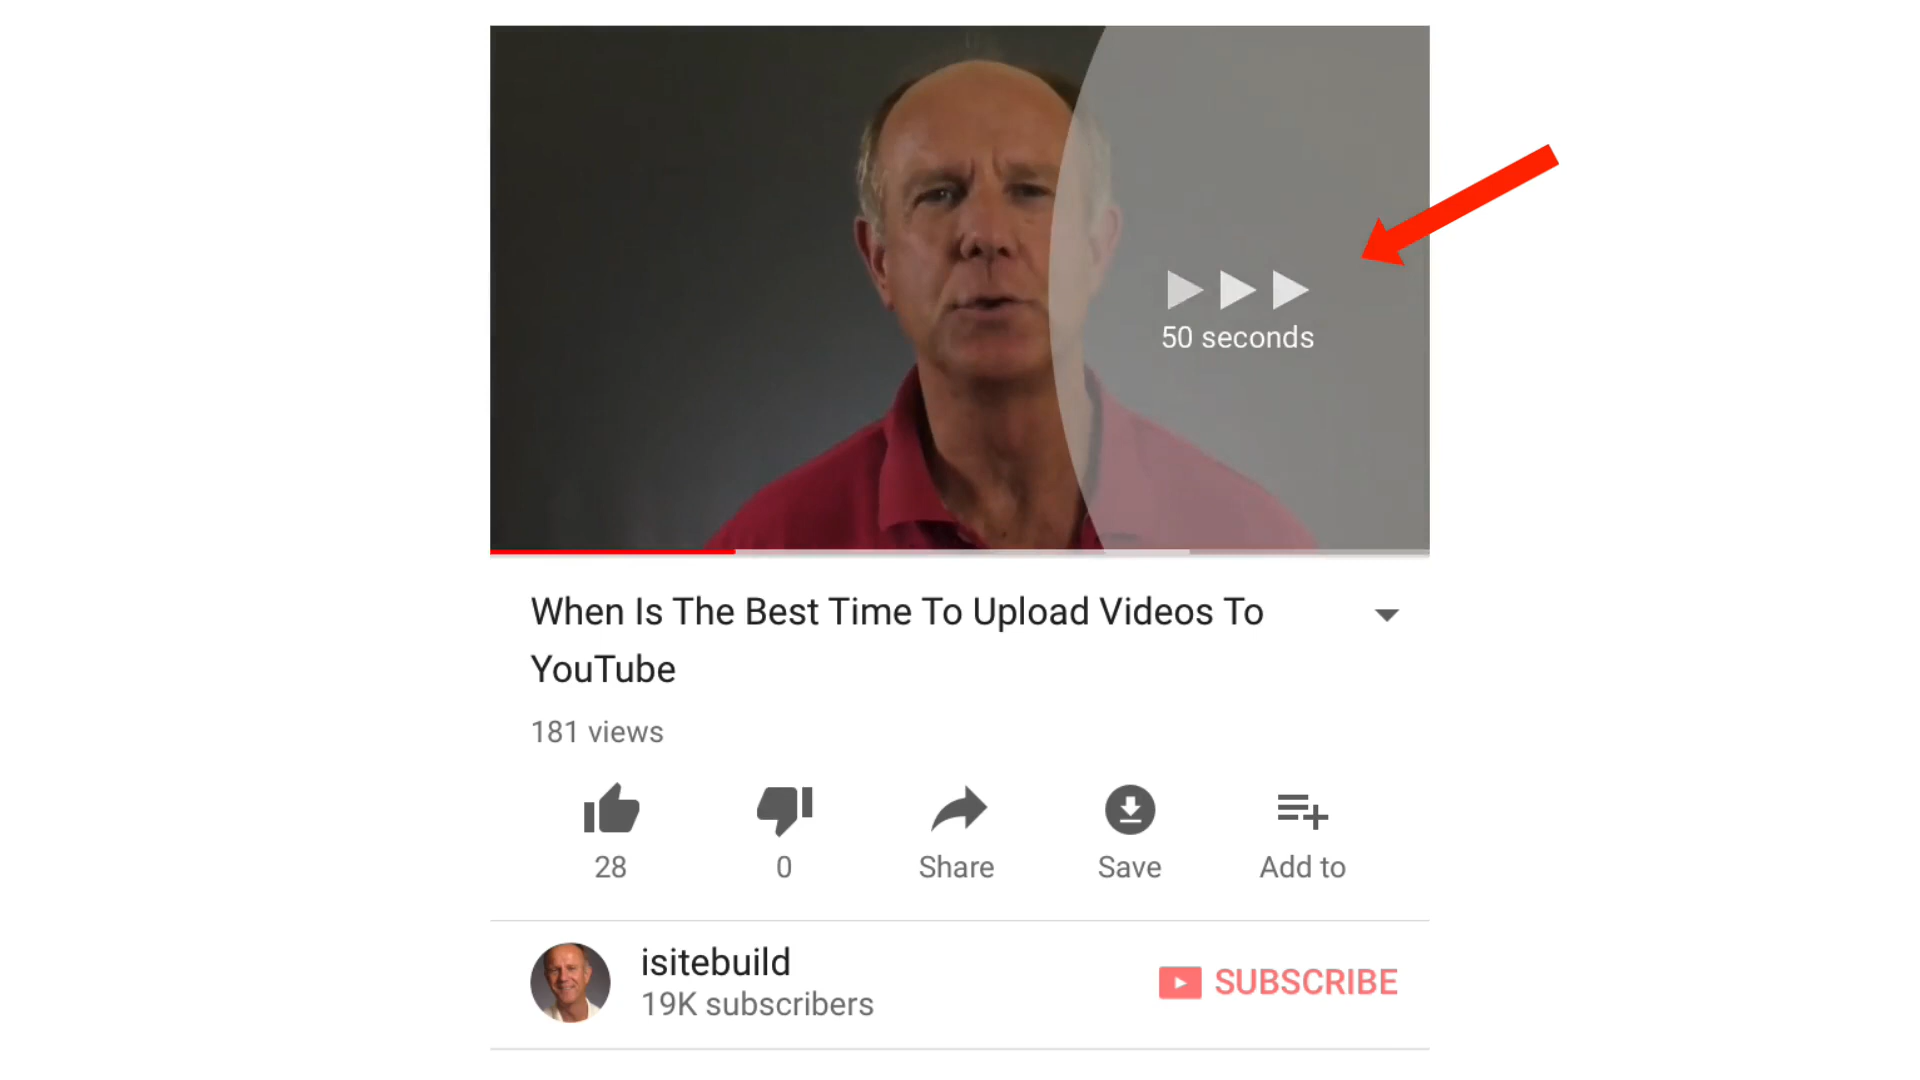 50 seconds
When Is The Best Time To Upload Videos To
YouTube
181 views
28
0
Share
Save
Add to
isitebuild
19K subscribers
SUBSCRIBE